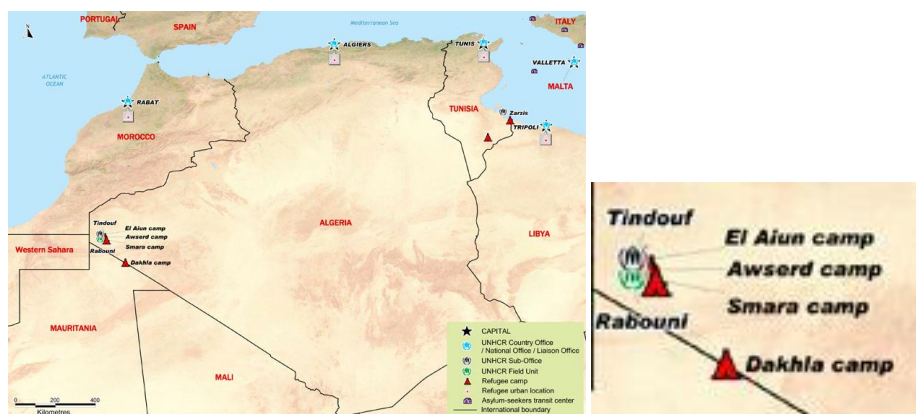 PORTUGAL
SPAIN
Mediterranean Sea
ITALY
ALGIERS
TUNIS
VALLETTA
MALTA
ATLANTIC
OCEAN
RABAT
MOROCCO
TUNISIA
Zarzis
TRIPOLI
ALGERIA
LIBYA
Tindouf
El Aiun camp
Awserd camp
Smara camp
Rabouni
Western Sahara
Dakhla camp
MAURITANIA
MALI
0 200 400
Kilometres
CAPITAL
UNHCR Country Office
/ National Office / Liaison Office
UNHCR Sub-Office
UNHCR Field Unit
Refugee camp
Refugee urban location
Asylum-seekers transit center
International boundary
Tindouf
El Aiun camp
Awserd camp
Smara camp
Rabouni
Dakhla camp